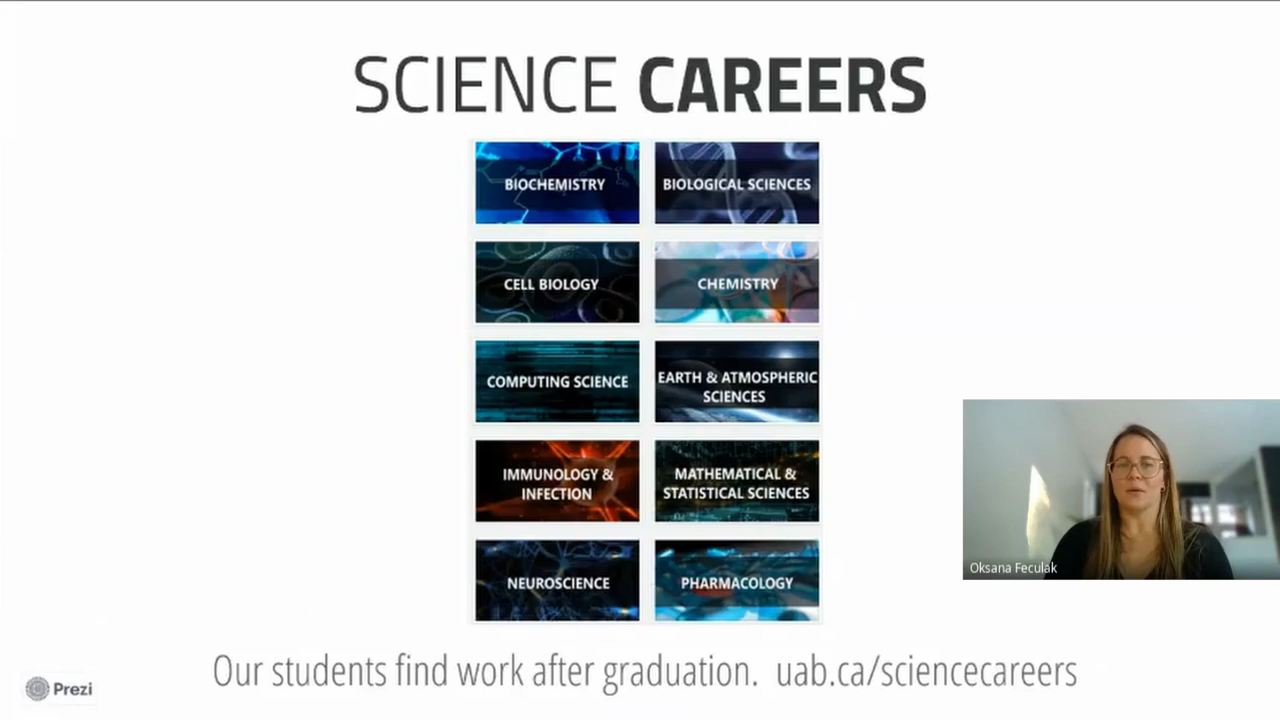 SCIENCE CAREERS
BIOCHEMISTRY
BIOLOGICAL SCIENCES
CELL BIOLOGY
CHEMISTRY
COMPUTING SCIENCE
EARTH & ATMOSPHERIC
SCIENCES
IMMUNOLOGY &
INFECTION
MATHEMATICAL &
STATISTICAL SCIENCES
NEUROSCIENCE
PHARMACOLOGY
Oksana Feculak
Our students find work after graduation. uab.ca/sciencecareers
Prezi